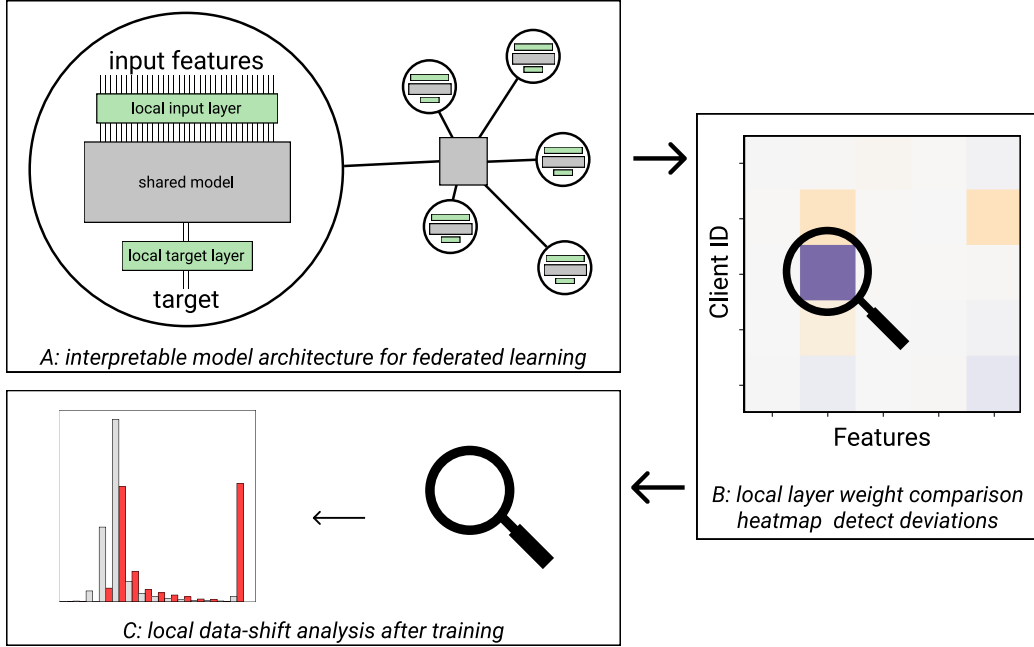 input features
local input layer
shared model
local target layer
target
A: interpretable model architecture for federated learning
Client ID
Features
B: local layer weight comparison
heatmap detect deviations
C: local data-shift analysis after training